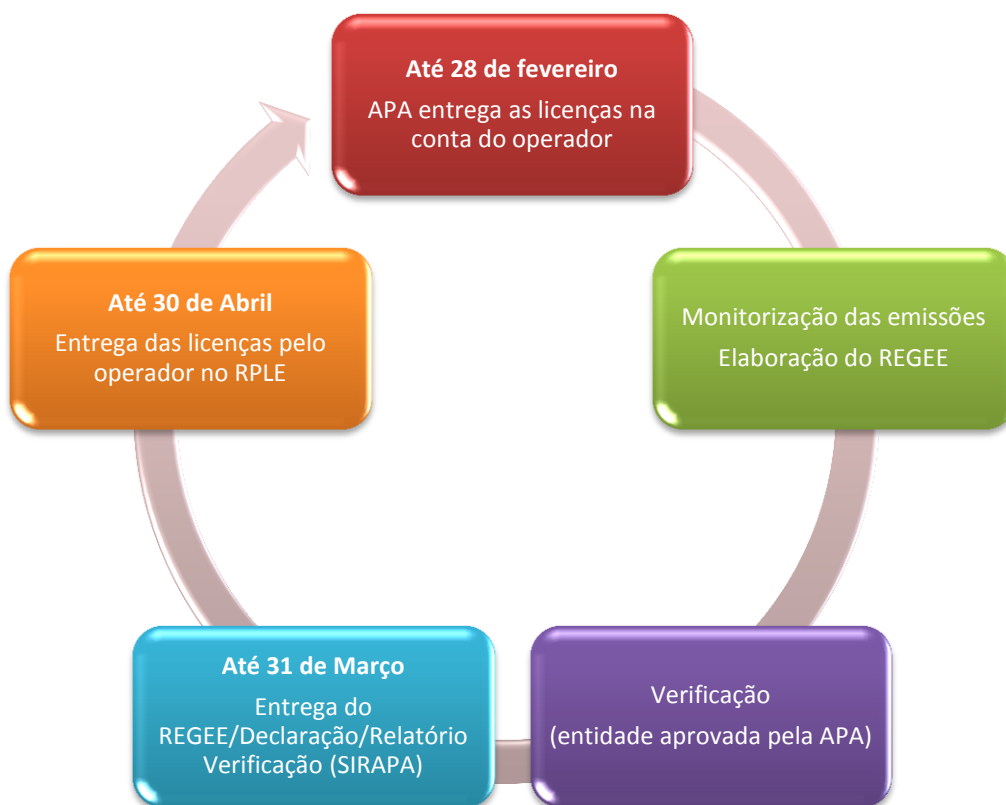 Até 28 de fevereiro
APA entrega as licenças na
conta do operador
Monitorização das emissões
Elaboração do REGEE
Verificação
(entidade aprovada pela APA)
Até 31 de Março
Entrega do
REGEE/Declaração/Relatório
Verificação (SIRAPA)
Até 30 de Abril
Entrega das licenças pelo
operador no RPLE